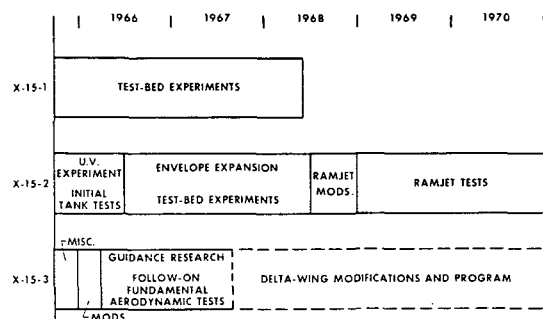 1966 1967 1968 1969 1970
X-15-1
TEST-BED EXPERIMENTS
X-15-2
U.V.
EXPERIMENT
INITIAL
TANK TESTS
ENVELOPE EXPANSION
TEST-BED EXPERIMENTS
RAMJET
MODS.
RAMJET TESTS
X-15-3
MISC.
MODS.
GUIDANCE RESEARCH
FOLLOW-ON
FUNDAMENTAL
AERODYNAMIC TESTS
DELTA-WING MODIFICATIONS AND PROGRAM